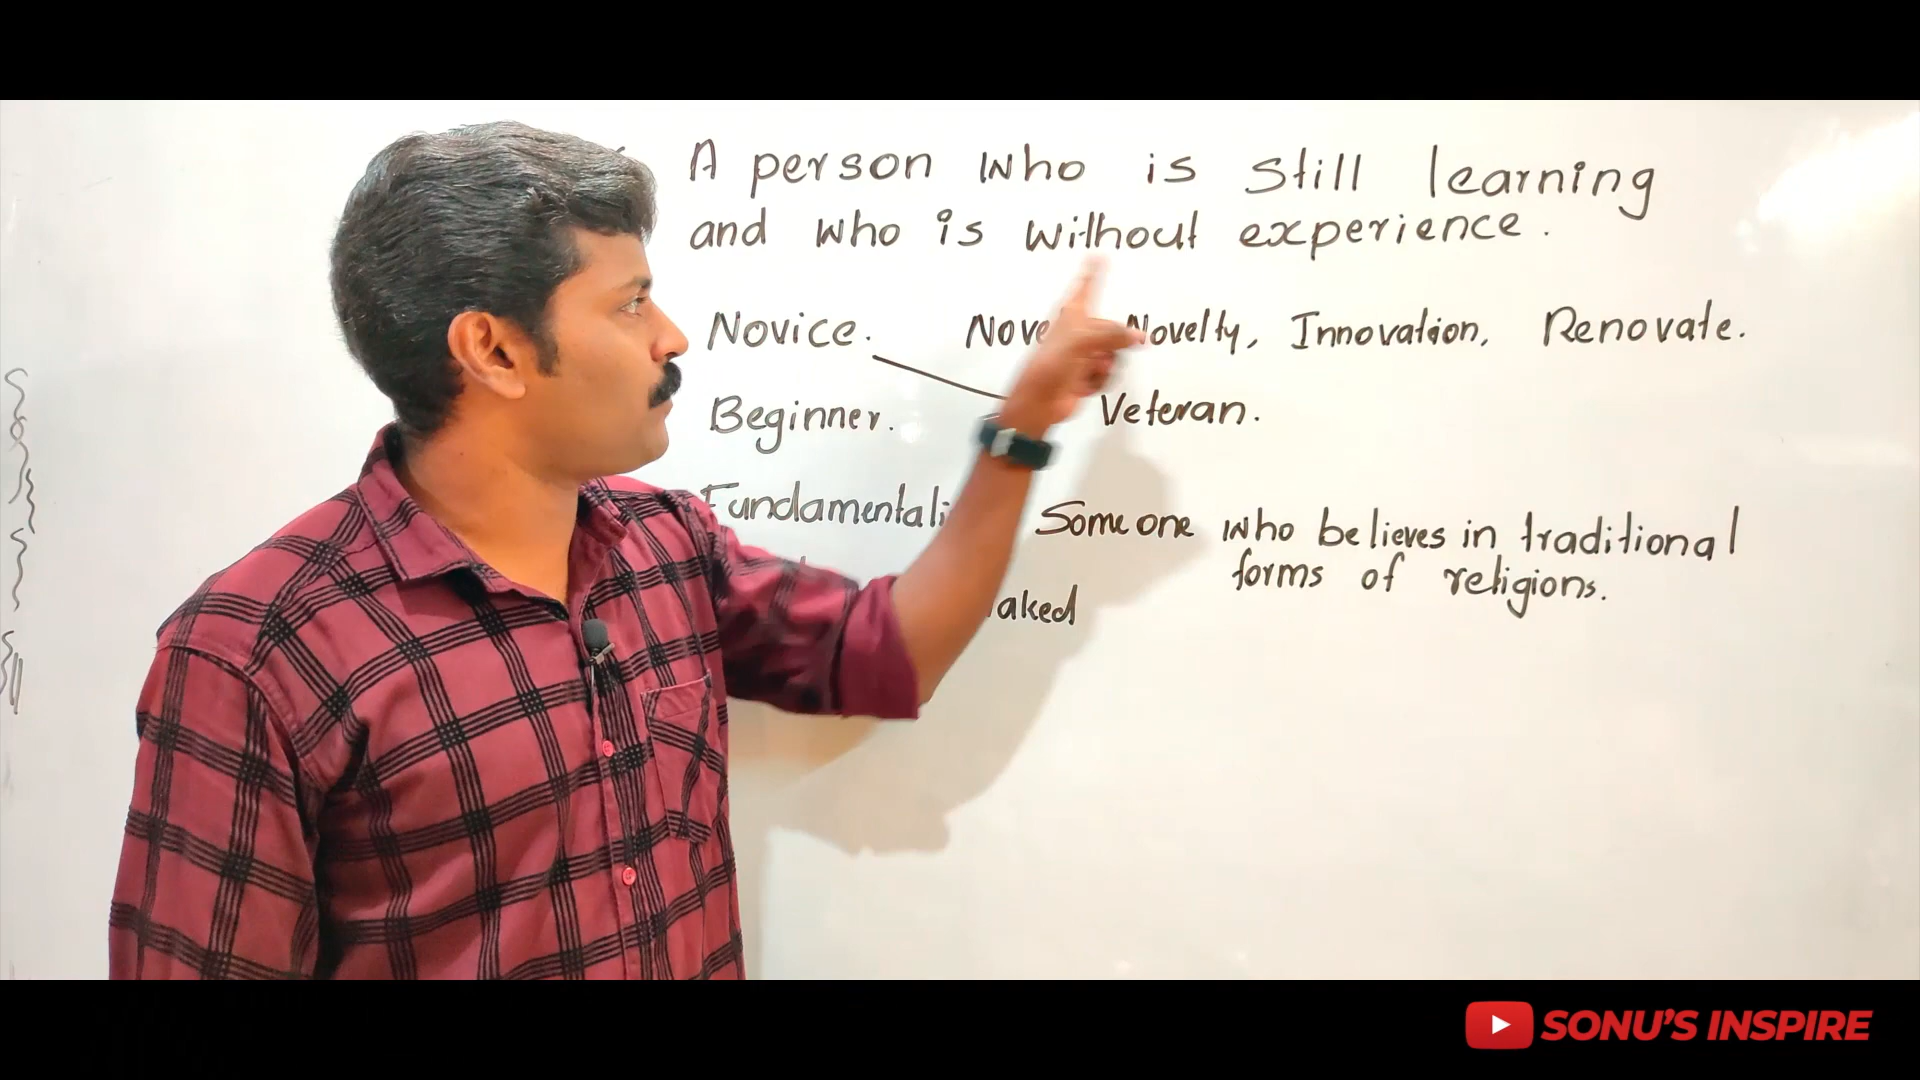 A person who is still learning
and who is without experience.
Novice. Novelty, Innovation, Renovate.
Beginner. Veteran.
Someone who believes in traditional
forms of religions.
SONU'S INSPIRE